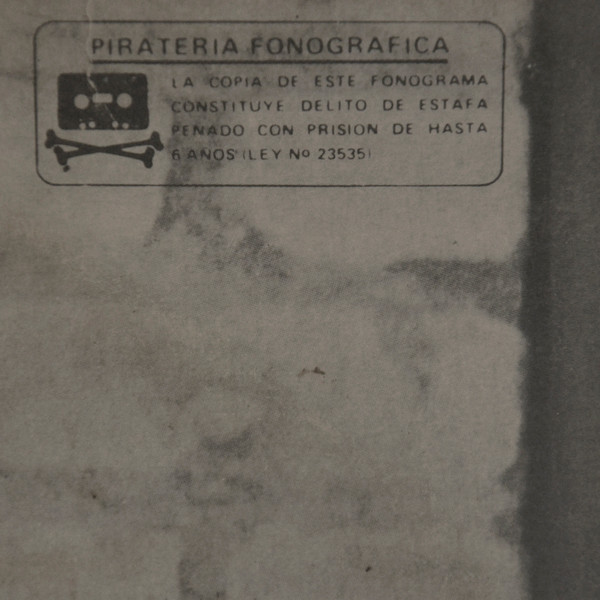 PIRATERIA FONOGRAFICA
LA COPIA DE ESTE FONOGRAMA
CONSTITUYE DELITO DE ESTAFA
PENADO CON PRISION DE HASTA
6 AÑOS (LEY Nº 23535)